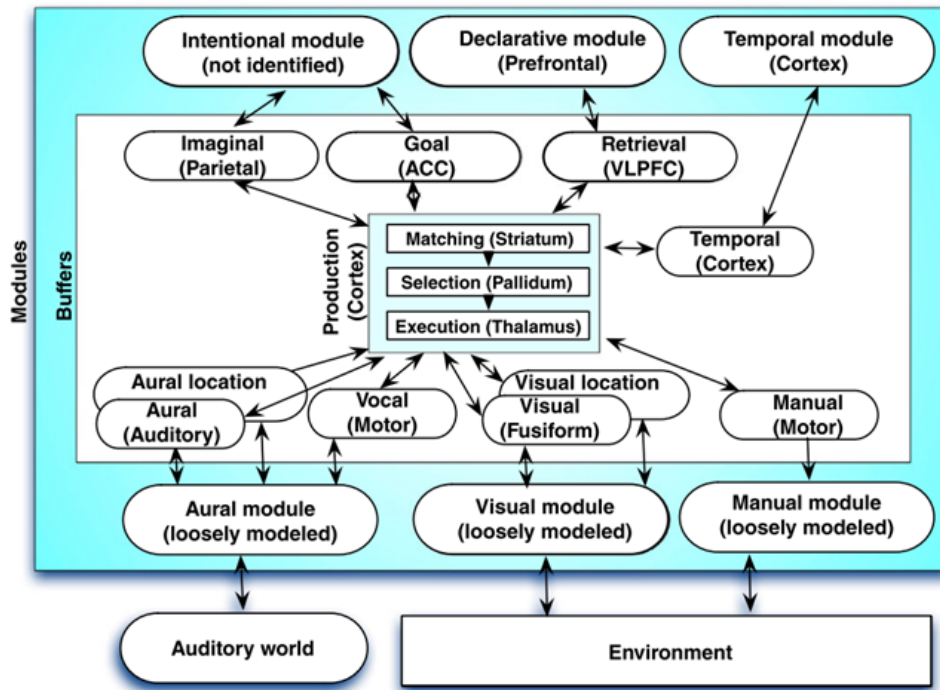 Intentional module
(not identified)
Declarative module
(Prefrontal)
Temporal module
(Cortex)
Imaginal
(Parietal)
Goal
(ACC)
Retrieval
(VLPFC)
Modules
Buffers
Production
(Cortex)
Matching (Striatum)
Selection (Pallidum)
Execution (Thalamus)
Temporal
(Cortex)
Aural location
Aural
(Auditory)
Vocal
(Motor)
Visual location
Visual
(Fusiform)
Manual
(Motor)
Aural module
(loosely modeled)
Visual module
(loosely modeled)
Manual module
(loosely modeled)
Auditory world
Environment